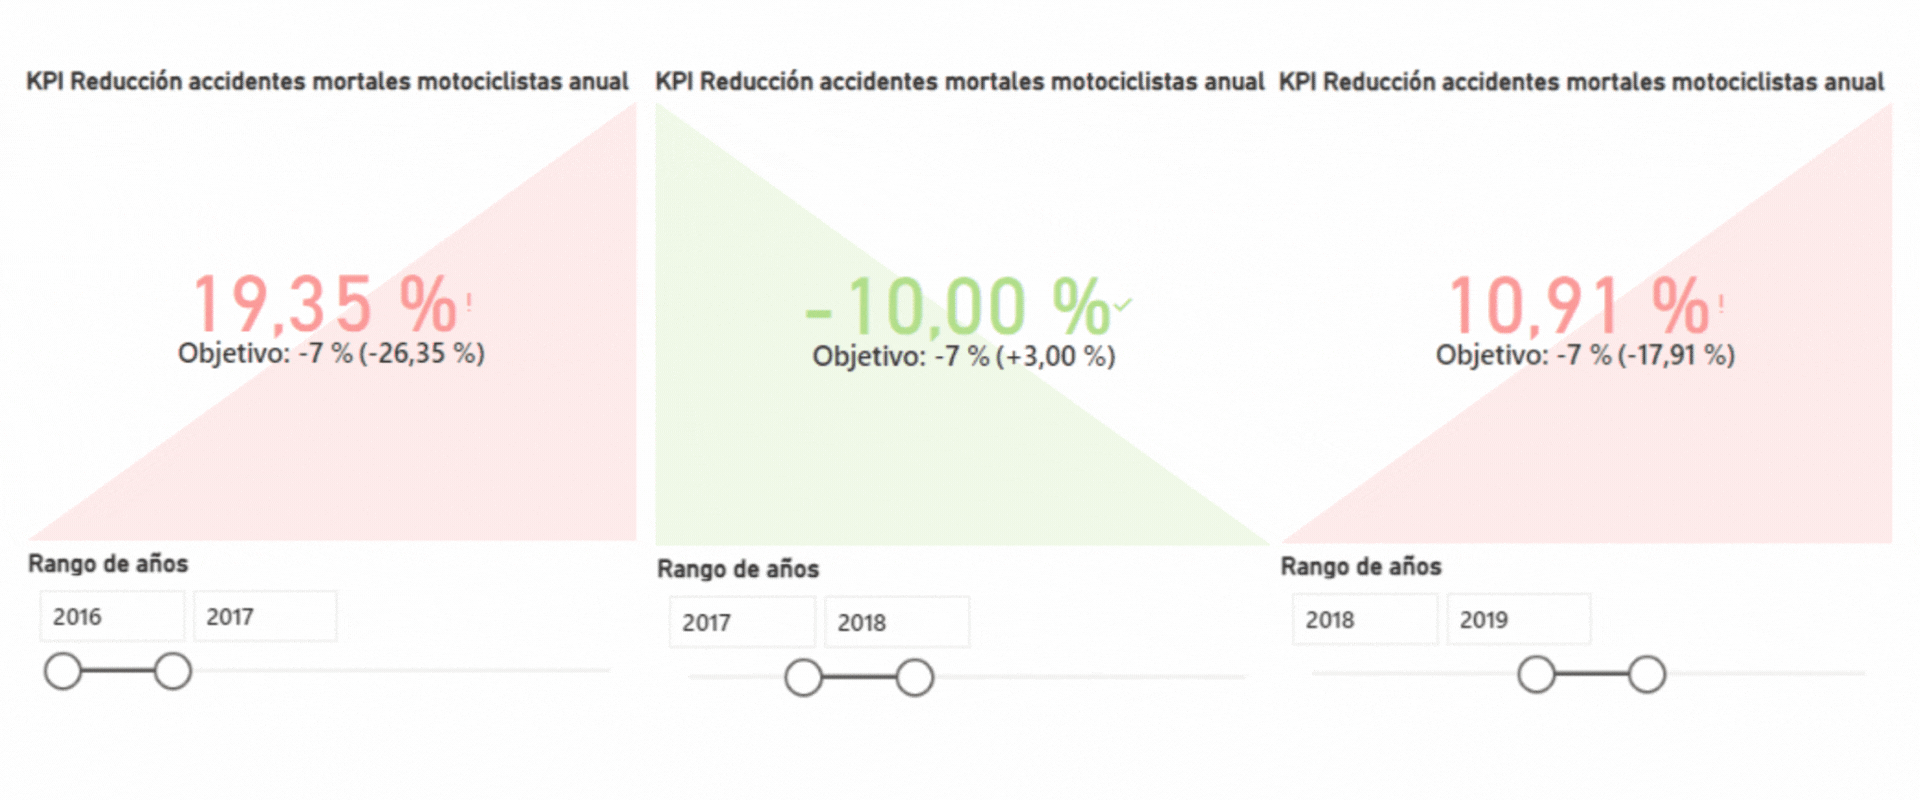 KPI Reducción accidentes mortales motociclistas anual
19,35 %!
Objetivo: -7 % (-26,35 %)
Rango de años
2016
2017
KPI Reducción accidentes mortales motociclistas anual
-10,00 %✓
Objetivo: -7 % (+3,00 %)
Rango de años
2017
2018
KPI Reducción accidentes mortales motociclistas anual
10,91 %!
Objetivo: -7 % (-17,91 %)
Rango de años
2018
2019